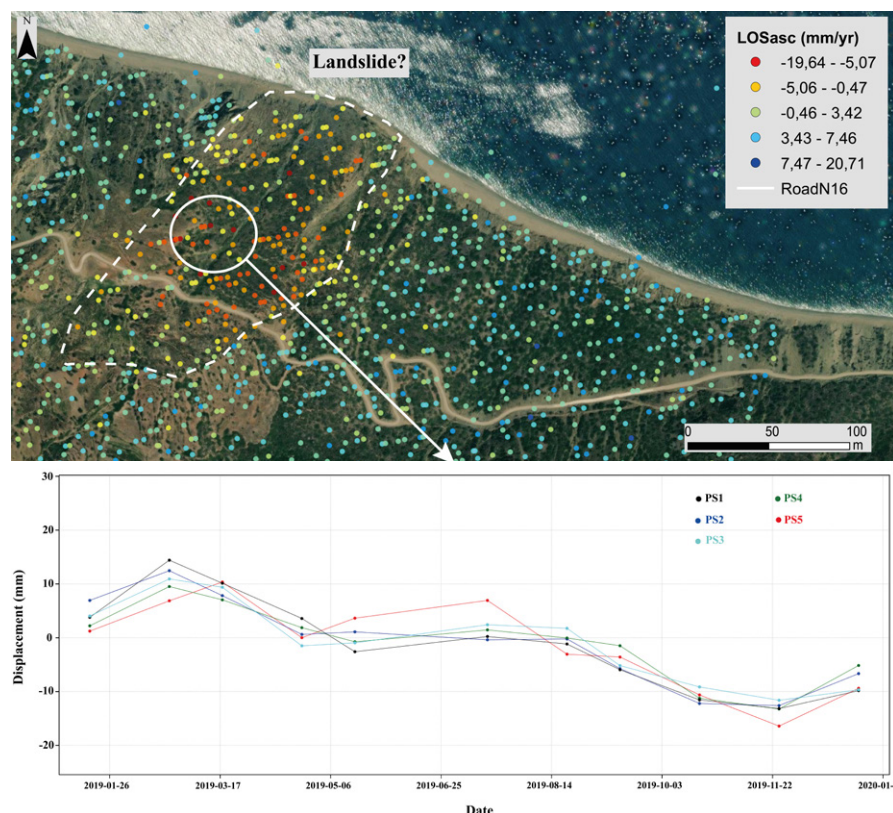 N
Landslide?
LOSasc (mm/yr)
-19,64 - -5,07
-5,06 - -0,47
-0,46 - 3,42
3,43 - 7,46
7,47 - 20,71
RoadN16
0 50 100
m
30
20
10
0
-10
-20
Displacement (mm)
PS1 PS4
PS2 PS5
PS3
2019-01-26 2019-03-17 2019-05-06 2019-06-25 2019-08-14 2019-10-03 2019-11-22 2020-01-
Date